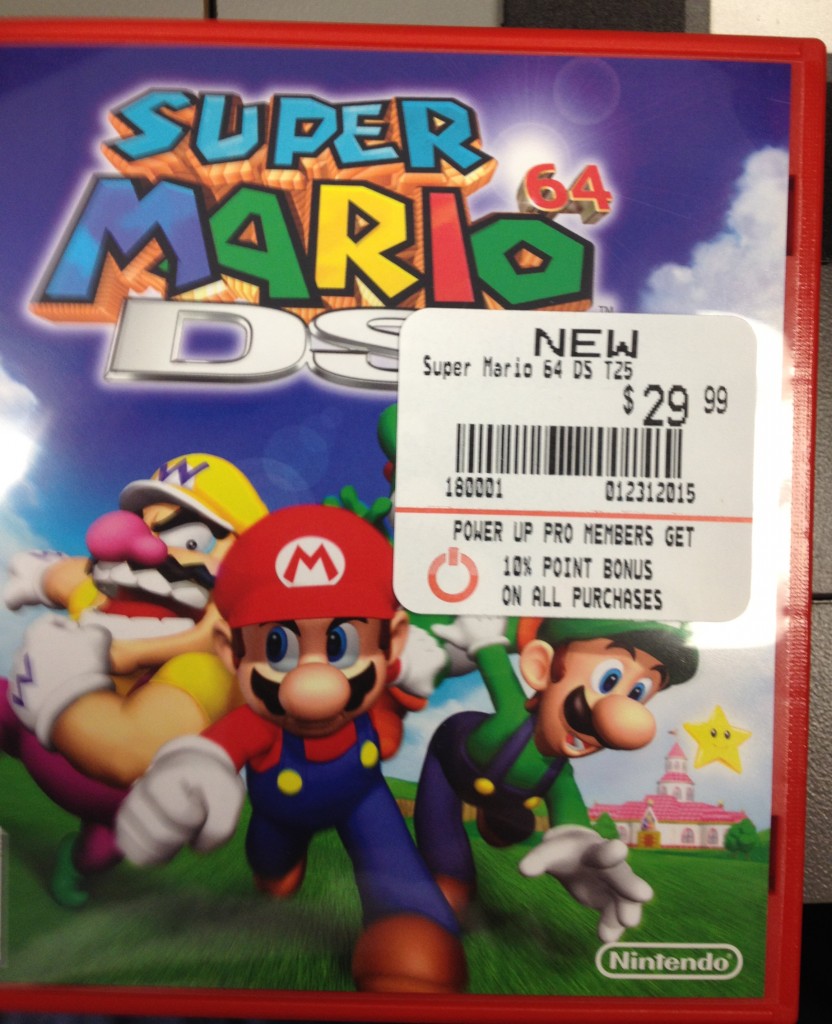 SUPER
MARIO 64
DS
TM
NEW
Super Mario 64 DS T25
$ 29 99
180001 012312015
POWER UP PRO MEMBERS GET
10% POINT BONUS
ON ALL PURCHASES
W
M
Nintendo